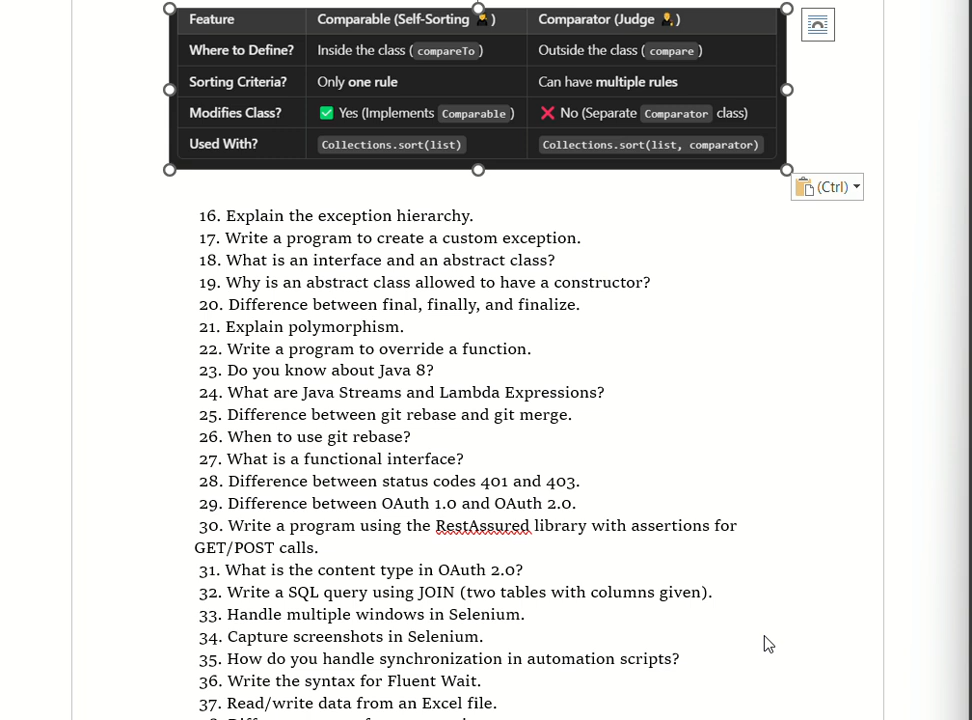 Feature Comparable (Self-Sorting 🧑‍💼) Comparator (Judge 🧑‍⚖️)
Where to Define? Inside the class (compareTo) Outside the class (compare)
Sorting Criteria? Only one rule Can have multiple rules
Modifies Class? ✅ Yes (Implements Comparable) ❌ No (Separate Comparator class)
Used With? Collections.sort(list) Collections.sort(list, comparator)
(Ctrl)
16. Explain the exception hierarchy.
17. Write a program to create a custom exception.
18. What is an interface and an abstract class?
19. Why is an abstract class allowed to have a constructor?
20. Difference between final, finally, and finalize.
21. Explain polymorphism.
22. Write a program to override a function.
23. Do you know about Java 8?
24. What are Java Streams and Lambda Expressions?
25. Difference between git rebase and git merge.
26. When to use git rebase?
27. What is a functional interface?
28. Difference between status codes 401 and 403.
29. Difference between OAuth 1.0 and OAuth 2.0.
30. Write a program using the RestAssured library with assertions for
GET/POST calls.
31. What is the content type in OAuth 2.0?
32. Write a SQL query using JOIN (two tables with columns given).
33. Handle multiple windows in Selenium.
34. Capture screenshots in Selenium.
35. How do you handle synchronization in automation scripts?
36. Write the syntax for Fluent Wait.
37. Read/write data from an Excel file.